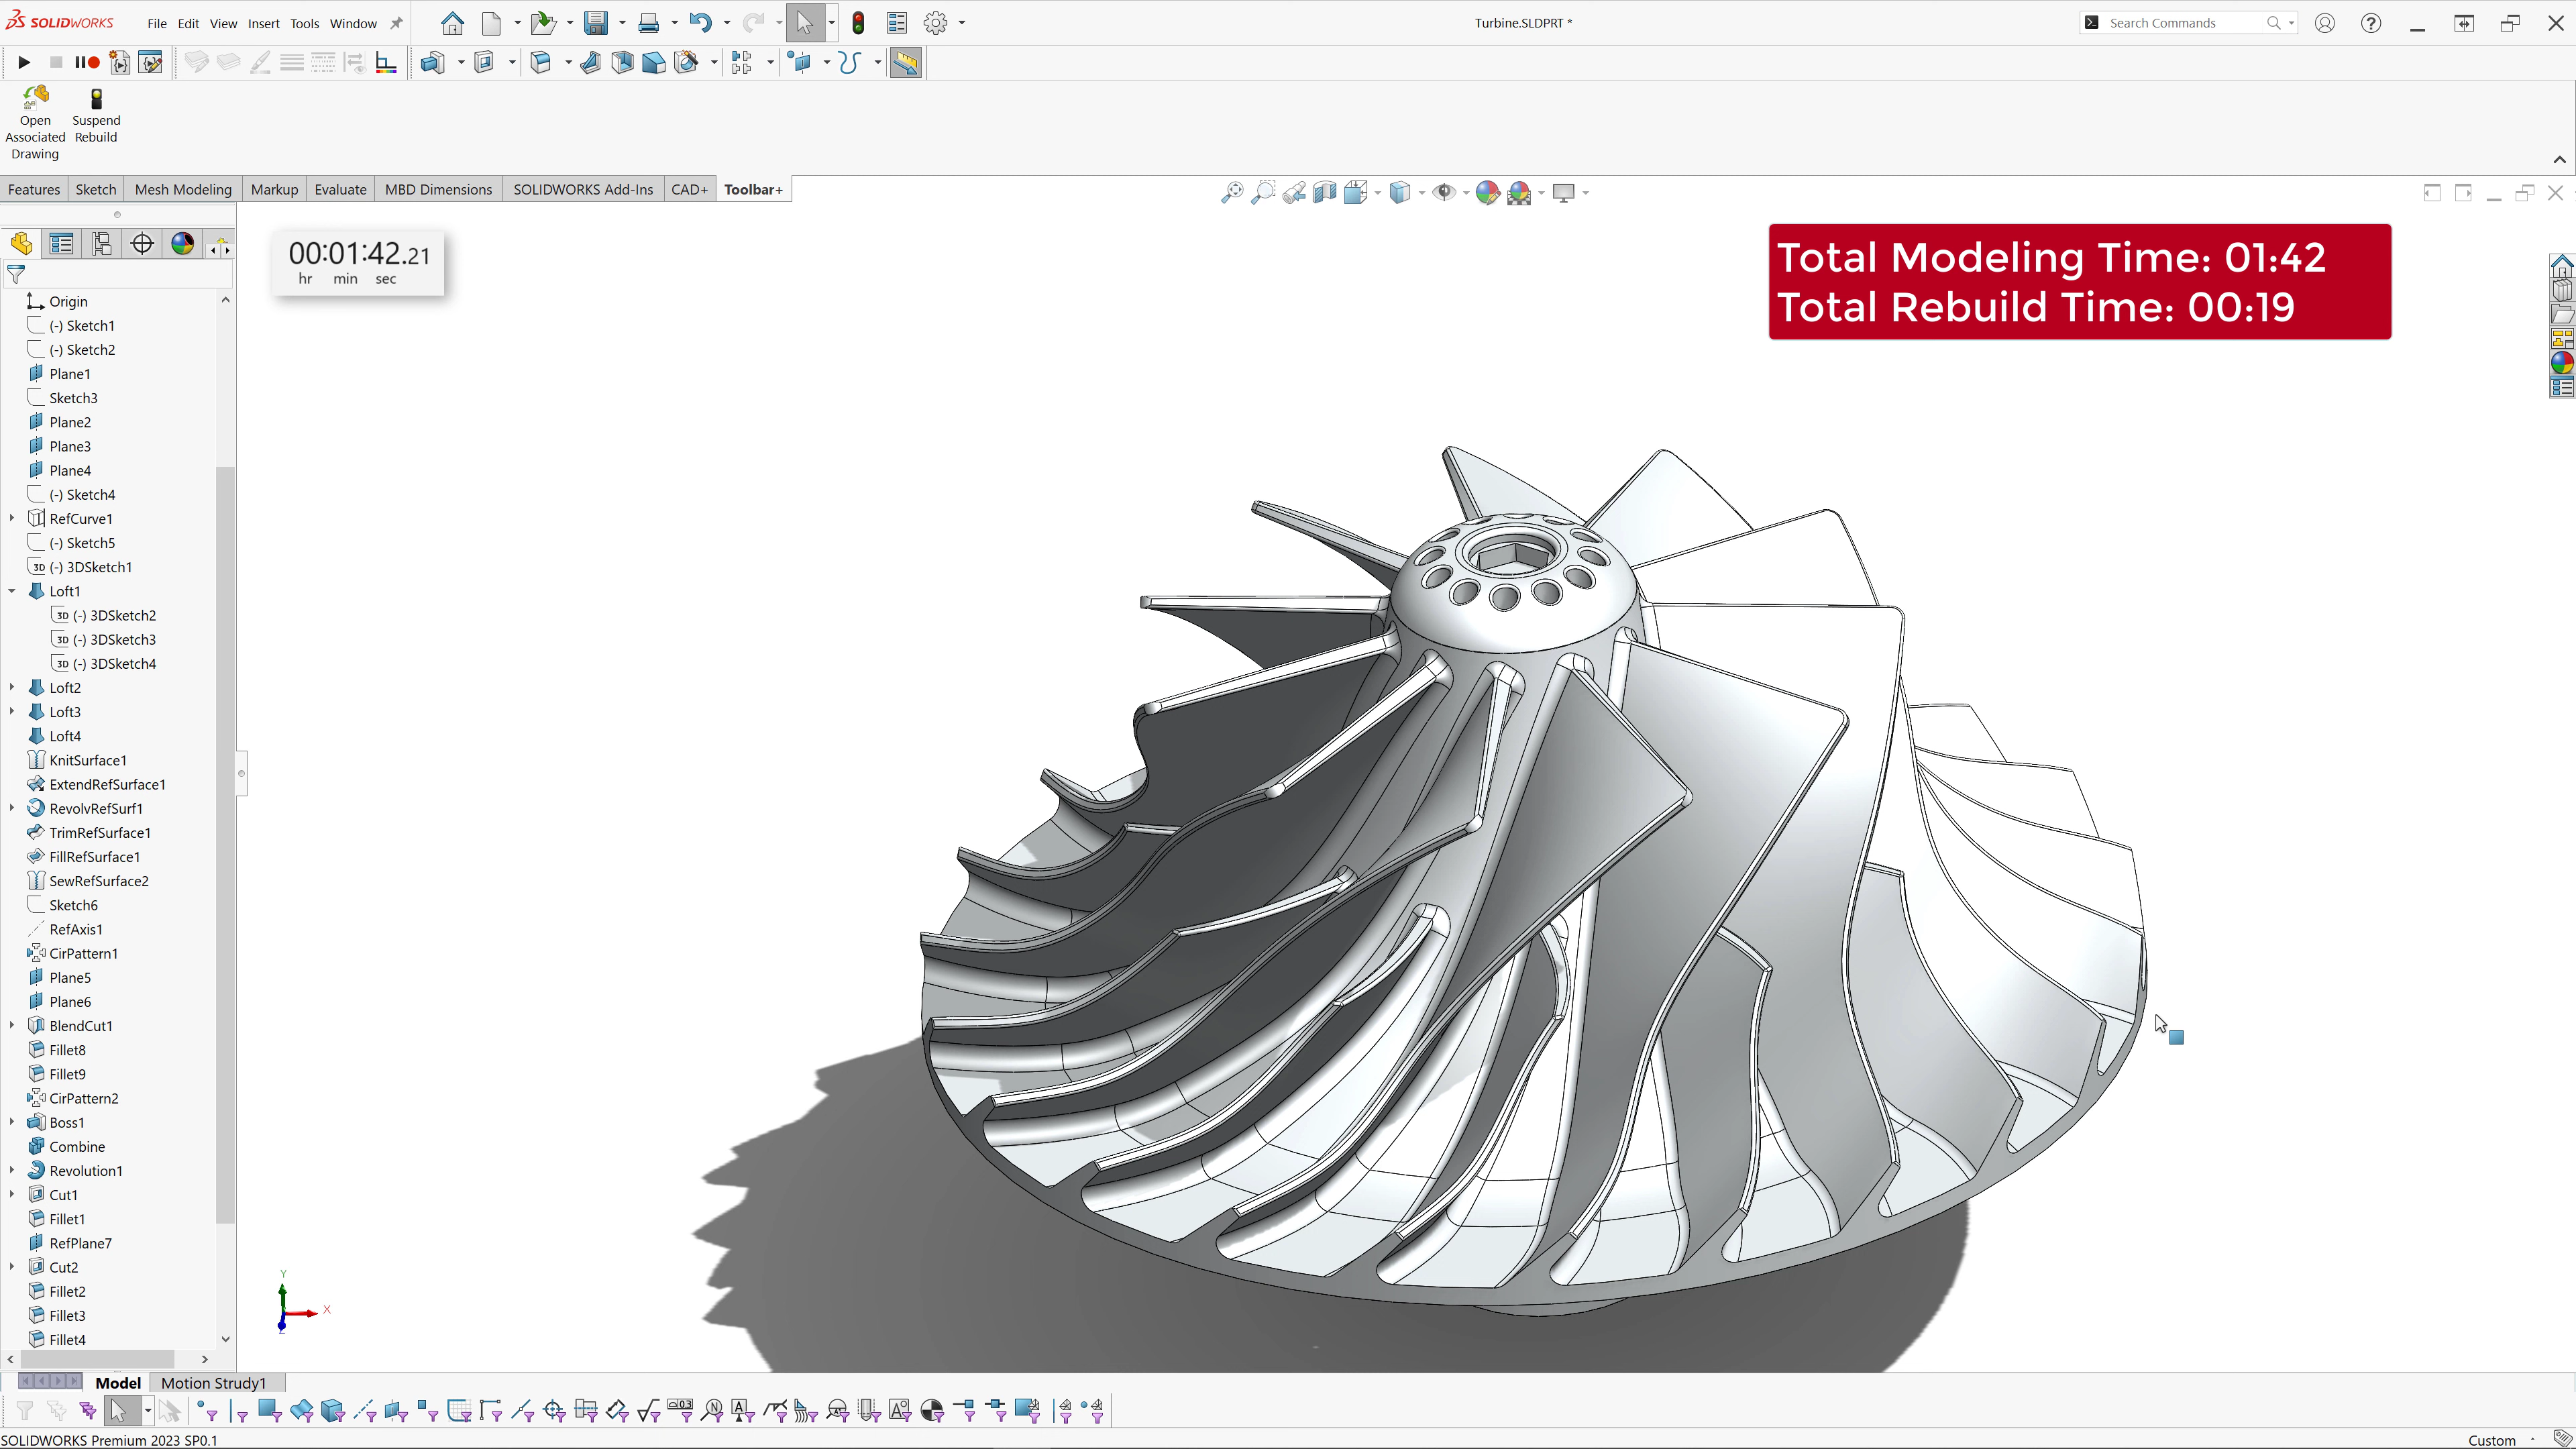 SOLIDWORKS File Edit View Insert Tools Window Turbine.SLDPRT * Search Commands
Open Associated Drawing
Suspend Rebuild
Features Sketch Mesh Modeling Markup Evaluate MBD Dimensions SOLIDWORKS Add-Ins CAD+ Toolbar+
00:01:42.21
hr min sec
Total Modeling Time: 01:42
Total Rebuild Time: 00:19
Origin
(-) Sketch1
(-) Sketch2
Plane1
Sketch3
Plane2
Plane3
Plane4
(-) Sketch4
RefCurve1
(-) Sketch5
3D (-) 3DSketch1
Loft1
3D (-) 3DSketch2
3D (-) 3DSketch3
3D (-) 3DSketch4
Loft2
Loft3
Loft4
KnitSurface1
ExtendRefSurface1
RevolvRefSurf1
TrimRefSurface1
FillRefSurface1
SewRefSurface2
Sketch6
RefAxis1
CirPattern1
Plane5
Plane6
BlendCut1
Fillet8
Fillet9
CirPattern2
Boss1
Combine
Revolution1
Cut1
Fillet1
RefPlane7
Cut2
Fillet2
Fillet3
Fillet4
Y
X
Z
Model Motion Strudy1
SOLIDWORKS Premium 2023 SP0.1
Custom